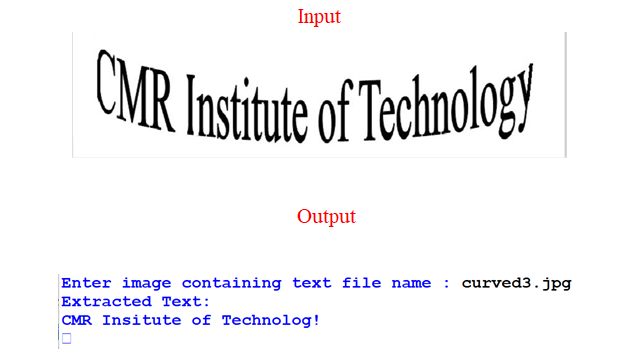 Input
CMR Institute of Technology
Output
Enter image containing text file name : curved3.jpg
Extracted Text:
CMR Insitute of Technolog!